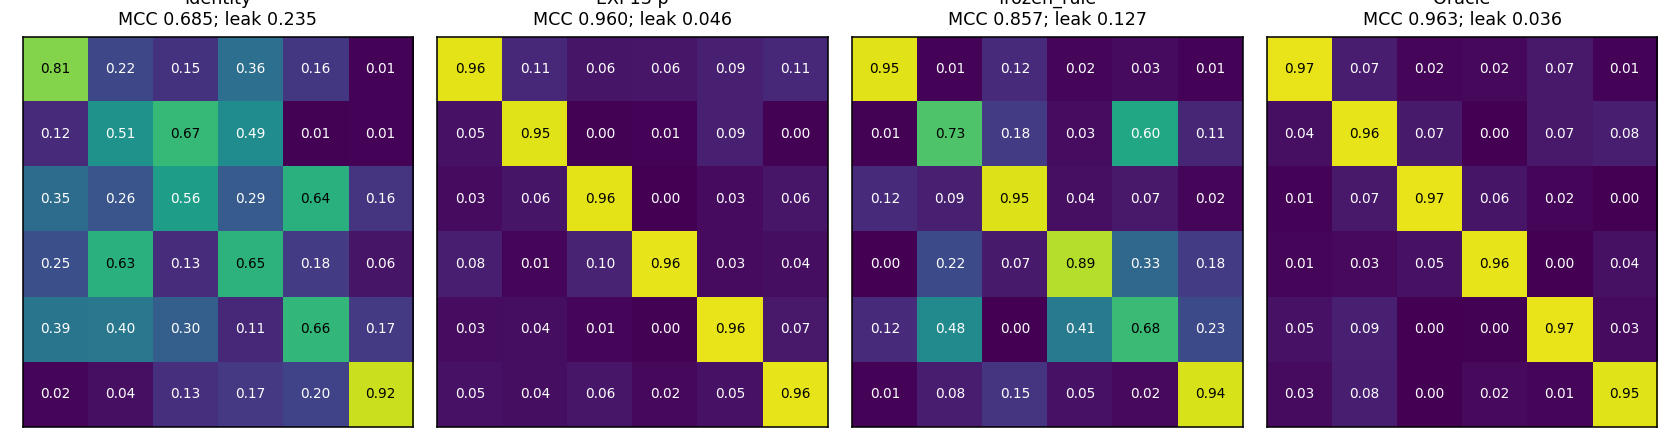 Identity
MCC 0.685; leak 0.235
MCC 0.960; leak 0.046
frozen_rule
MCC 0.857; leak 0.127
Oracle
MCC 0.963; leak 0.036
0.81 0.22 0.15 0.36 0.16 0.01
0.12 0.51 0.67 0.49 0.01 0.01
0.35 0.26 0.56 0.29 0.64 0.16
0.25 0.63 0.13 0.65 0.18 0.06
0.39 0.40 0.30 0.11 0.66 0.17
0.02 0.04 0.13 0.17 0.20 0.92
0.96 0.11 0.06 0.06 0.09 0.11
0.05 0.95 0.00 0.01 0.09 0.00
0.03 0.06 0.96 0.00 0.03 0.06
0.08 0.01 0.10 0.96 0.03 0.04
0.03 0.04 0.01 0.00 0.96 0.07
0.05 0.04 0.06 0.02 0.05 0.96
0.95 0.01 0.12 0.02 0.03 0.01
0.01 0.73 0.18 0.03 0.60 0.11
0.12 0.09 0.95 0.04 0.07 0.02
0.00 0.22 0.07 0.89 0.33 0.18
0.12 0.48 0.00 0.41 0.68 0.23
0.01 0.08 0.15 0.05 0.02 0.94
0.97 0.07 0.02 0.02 0.07 0.01
0.04 0.96 0.07 0.00 0.07 0.08
0.01 0.07 0.97 0.06 0.02 0.00
0.01 0.03 0.05 0.96 0.00 0.04
0.05 0.09 0.00 0.00 0.97 0.03
0.03 0.08 0.00 0.02 0.01 0.95